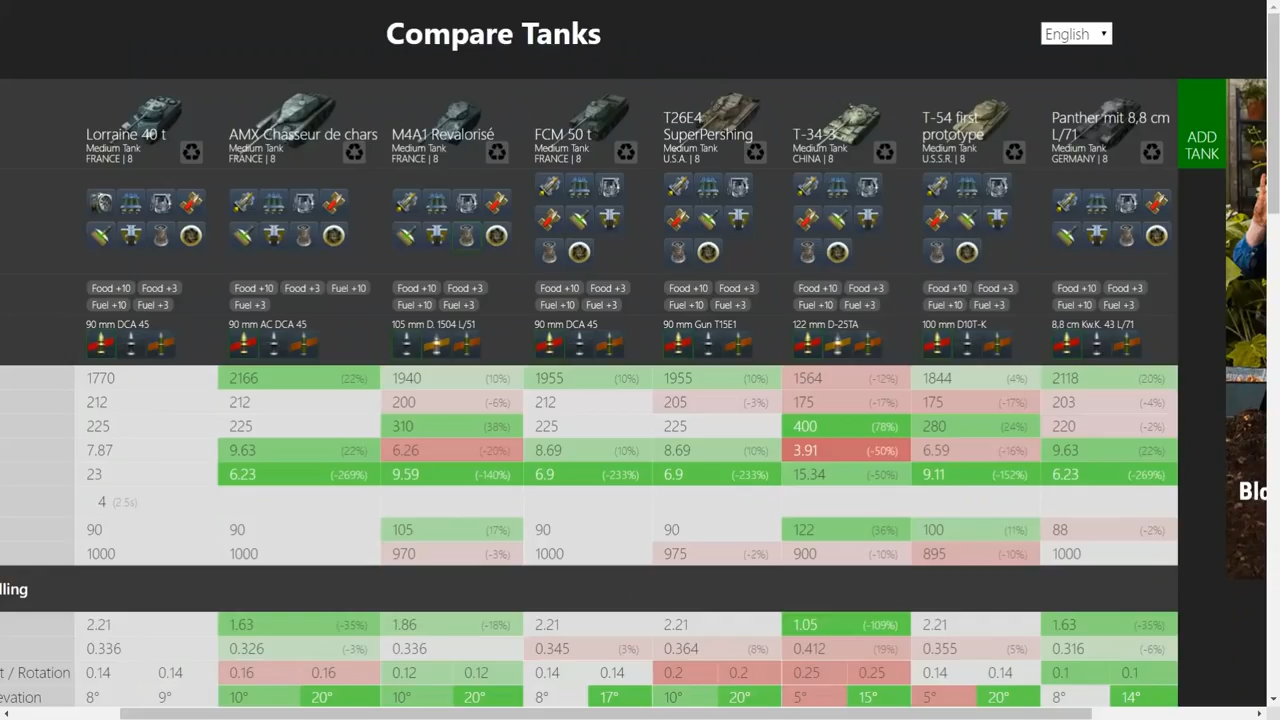 Compare Tanks
English
Lorraine 40 t
Medium Tank
FRANCE | 8
AMX Chasseur de chars
Medium Tank
FRANCE | 8
M4A1 Revalorisé
Medium Tank
FRANCE | 8
FCM 50 t
Medium Tank
FRANCE | 8
T26E4
SuperPershing
Medium Tank
U.S.A. | 8
T-34-3
Medium Tank
CHINA | 8
T-54 first
prototype
Medium Tank
U.S.S.R. | 8
Panther mit 8,8 cm
L/71
Medium Tank
GERMANY | 8
ADD
TANK
Food +10 Food +3 Food +10 Food +3 Fuel +10 Food +10 Food +3 Food +10 Food +3 Food +10 Food +3 Food +10 Food +3 Food +10 Food +3 Food +10 Food +3
Fuel +10 Fuel +3 Fuel +3 Fuel +10 Fuel +3 Fuel +10 Fuel +3 Fuel +10 Fuel +3 Fuel +10 Fuel +3 Fuel +10 Fuel +3 Fuel +10 Fuel +3
90 mm DCA 45 90 mm AC DCA 45 105 mm D. 1504 L/51 90 mm DCA 45 90 mm Gun T15E1 122 mm D-25TA 100 mm D10T-K 8,8 cm Kw.K. 43 L/71
1770 2166 (22%) 1940 (10%) 1955 (10%) 1955 (10%) 1564 (-12%) 1844 (4%) 2118 (20%)
212 212 200 (-6%) 212 205 (-3%) 175 (-17%) 175 (-17%) 203 (-4%)
225 225 310 (38%) 225 225 400 (78%) 280 (24%) 220 (-2%)
7.87 9.63 (22%) 6.26 (-20%) 8.69 (10%) 8.69 (10%) 3.91 (-50%) 6.59 (-16%) 9.63 (22%)
23 6.23 (-269%) 9.59 (-140%) 6.9 (-233%) 6.9 (-233%) 15.34 (-50%) 9.11 (-152%) 6.23 (-269%)
4 (2.5s)
90 90 105 (17%) 90 90 122 (36%) 100 (11%) 88 (-2%)
1000 1000 970 (-3%) 1000 975 (-2%) 900 (-10%) 895 (-10%) 1000
Blo
lling
2.21 1.63 (-35%) 1.86 (-18%) 2.21 2.21 1.05 (-109%) 2.21 1.63 (-35%)
0.336 0.326 (-3%) 0.336 0.345 (3%) 0.364 (8%) 0.412 (19%) 0.355 (5%) 0.316 (-6%)
t / Rotation 0.14 0.14 0.16 0.16 0.12 0.12 0.14 0.14 0.2 0.2 0.25 0.25 0.14 0.14 0.1 0.1
evation 8° 9° 10° 20° 10° 20° 8° 17° 10° 20° 5° 15° 5° 20° 8° 14°